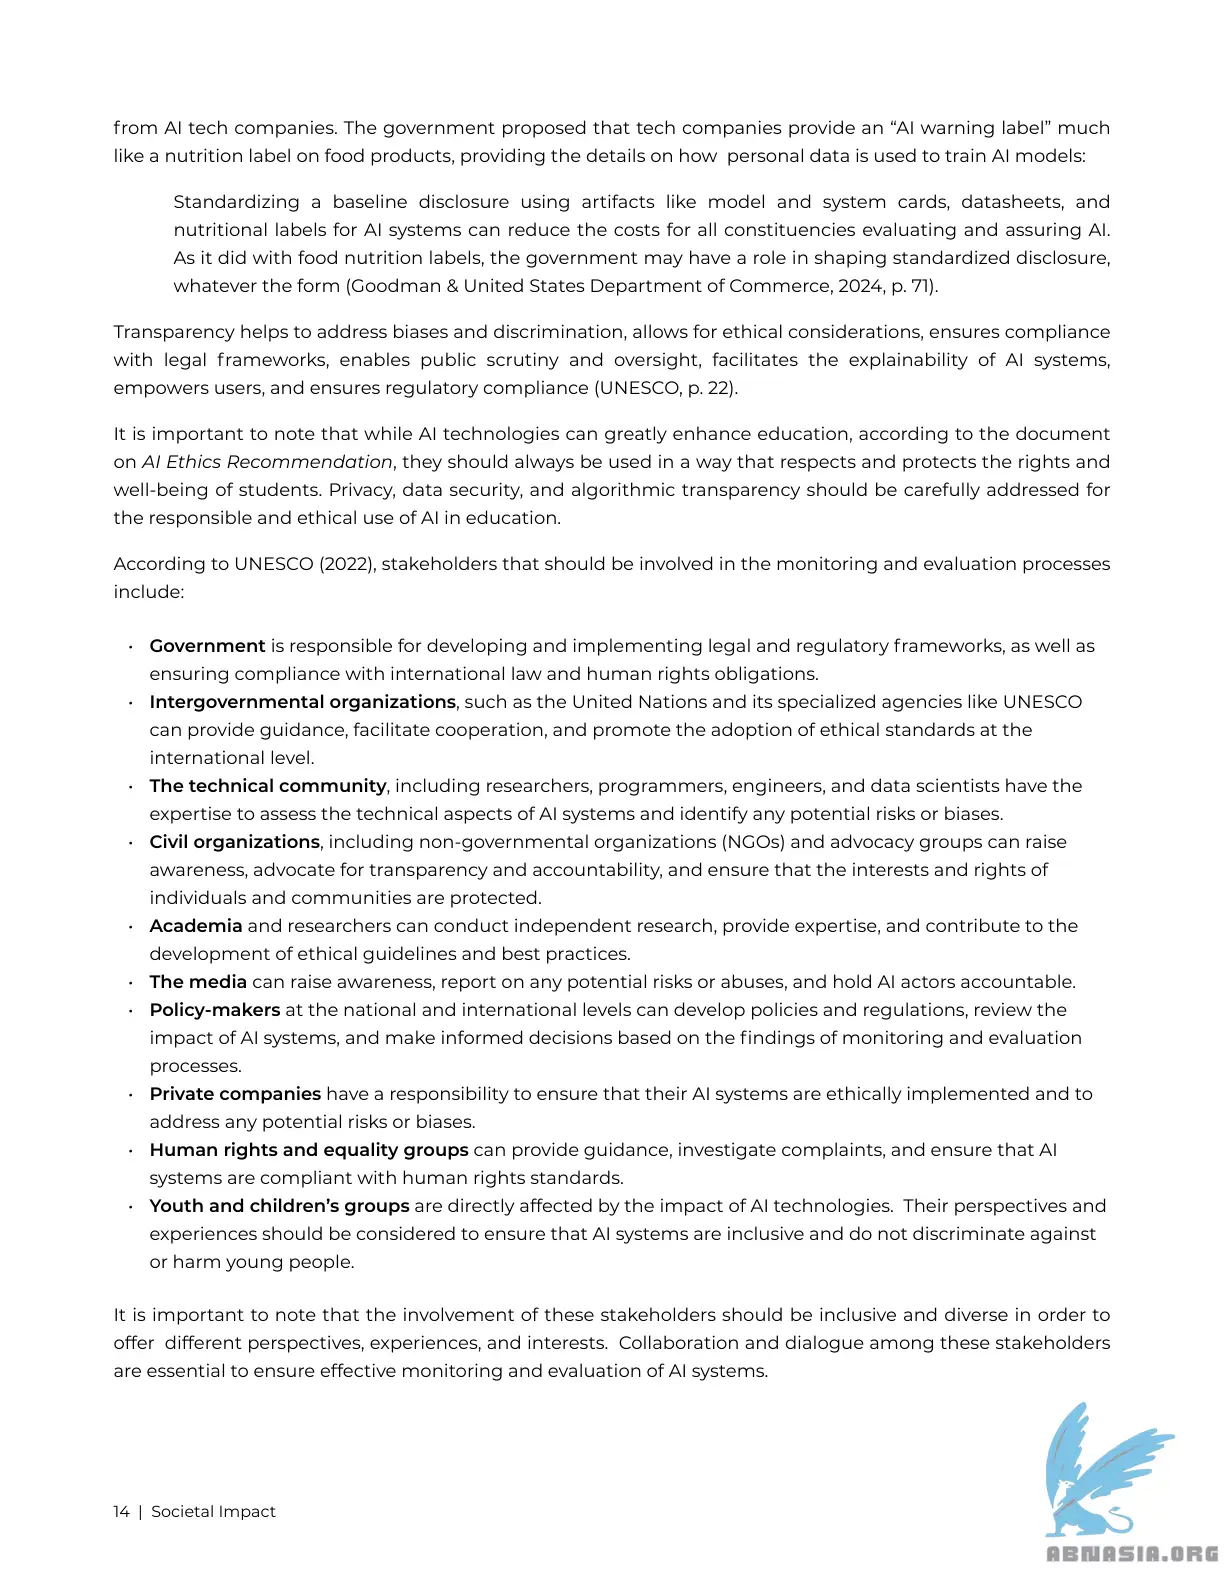 from AI tech companies. The government proposed that tech companies provide an “AI warning label” much
like a nutrition label on food products, providing the details on how  personal data is used to train AI models:
Standardizing a baseline disclosure using artifacts like model and system cards, datasheets, and
nutritional labels for AI systems can reduce the costs for all constituencies evaluating and assuring AI.
As it did with food nutrition labels, the government may have a role in shaping standardized disclosure,
whatever the form (Goodman & United States Department of Commerce, 2024, p. 71).
Transparency helps to address biases and discrimination, allows for ethical considerations, ensures compliance
with legal frameworks, enables public scrutiny and oversight, facilitates the explainability of AI systems,
empowers users, and ensures regulatory compliance (UNESCO, p. 22).
It is important to note that while AI technologies can greatly enhance education, according to the document
on AI Ethics Recommendation, they should always be used in a way that respects and protects the rights and
well-being of students. Privacy, data security, and algorithmic transparency should be carefully addressed for
the responsible and ethical use of AI in education.
According to UNESCO (2022), stakeholders that should be involved in the monitoring and evaluation processes
include:
• Government is responsible for developing and implementing legal and regulatory frameworks, as well as
ensuring compliance with international law and human rights obligations.
• Intergovernmental organizations, such as the United Nations and its specialized agencies like UNESCO
can provide guidance, facilitate cooperation, and promote the adoption of ethical standards at the
international level.
• The technical community, including researchers, programmers, engineers, and data scientists have the
expertise to assess the technical aspects of AI systems and identify any potential risks or biases.
• Civil organizations, including non-governmental organizations (NGOs) and advocacy groups can raise
awareness, advocate for transparency and accountability, and ensure that the interests and rights of
individuals and communities are protected.
• Academia and researchers can conduct independent research, provide expertise, and contribute to the
development of ethical guidelines and best practices.
• The media can raise awareness, report on any potential risks or abuses, and hold AI actors accountable.
• Policy-makers at the national and international levels can develop policies and regulations, review the
impact of AI systems, and make informed decisions based on the findings of monitoring and evaluation
processes.
• Private companies have a responsibility to ensure that their AI systems are ethically implemented and to
address any potential risks or biases.
• Human rights and equality groups can provide guidance, investigate complaints, and ensure that AI
systems are compliant with human rights standards.
• Youth and children’s groups are directly affected by the impact of AI technologies.  Their perspectives and
experiences should be considered to ensure that AI systems are inclusive and do not discriminate against
or harm young people.
It is important to note that the involvement of these stakeholders should be inclusive and diverse in order to
offer  different perspectives, experiences, and interests.  Collaboration and dialogue among these stakeholders
are essential to ensure effective monitoring and evaluation of AI systems.
14 | Societal Impact
ABNASIA.ORG